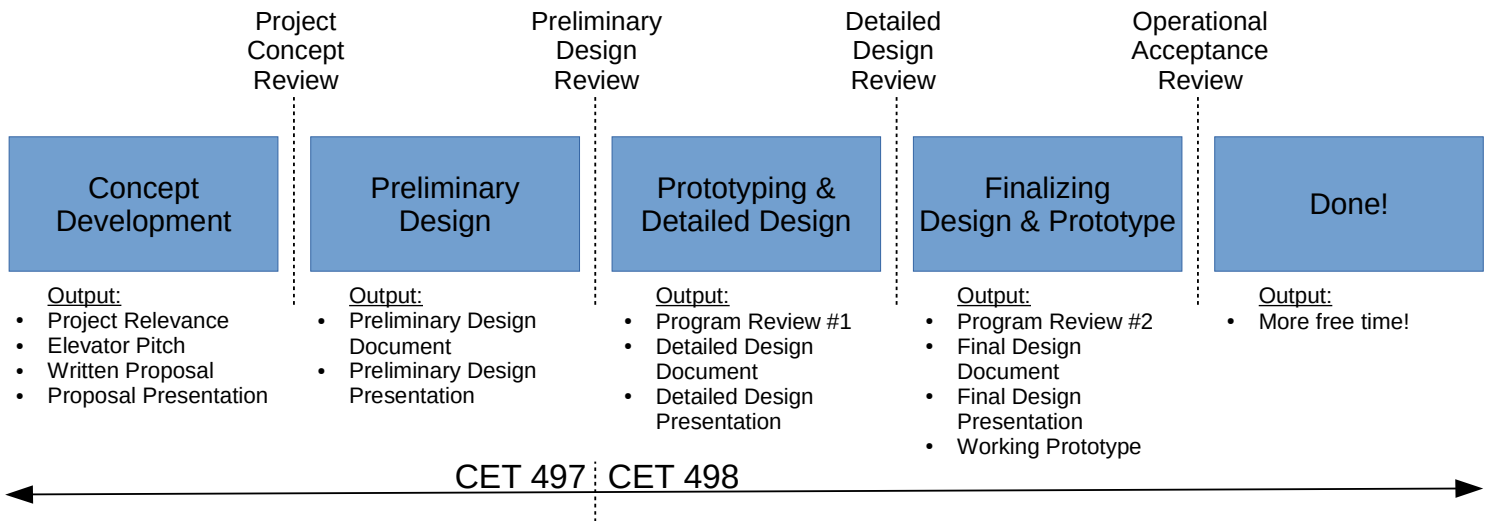 Project
Concept
Review
Preliminary
Design
Review
Detailed
Design
Review
Operational
Acceptance
Review
Concept
Development
Preliminary
Design
Prototyping &
Detailed Design
Finalizing
Design & Prototype
Done!
Output:
• Project Relevance
• Elevator Pitch
• Written Proposal
• Proposal Presentation
Output:
• Preliminary Design
Document
• Preliminary Design
Presentation
Output:
• Program Review #1
• Detailed Design
Document
• Detailed Design
Presentation
Output:
• Program Review #2
• Final Design
Document
• Final Design
Presentation
• Working Prototype
Output:
• More free time!
CET 497
CET 498